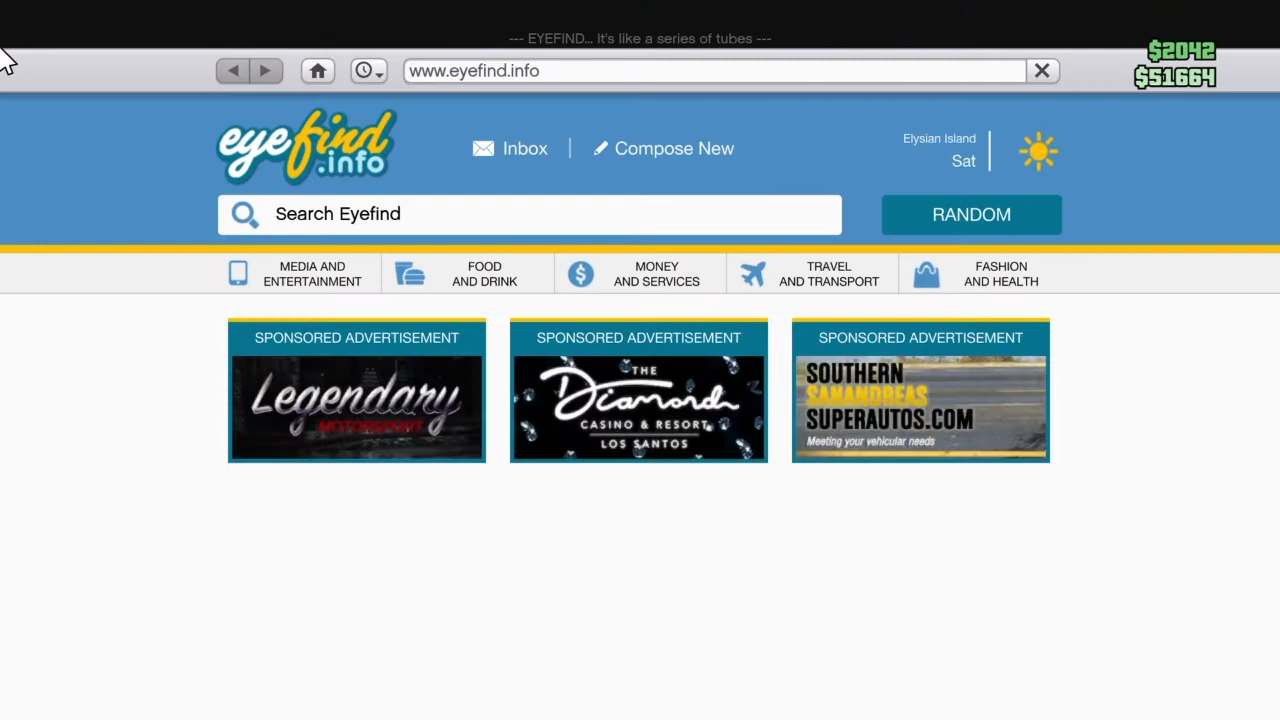 --- EYEFIND... It's like a series of tubes ---
$2042
$51664
www.eyefind.info
eyefind
.info
Inbox
Compose New
Elysian Island
Sat
Search Eyefind
RANDOM
MEDIA AND
ENTERTAINMENT
FOOD
AND DRINK
MONEY
AND SERVICES
TRAVEL
AND TRANSPORT
FASHION
AND HEALTH
SPONSORED ADVERTISEMENT
Legendary
MOTORSPORT
SPONSORED ADVERTISEMENT
THE
Diamond
CASINO & RESORT
LOS SANTOS
SPONSORED ADVERTISEMENT
SOUTHERN
SANANDREAS
SUPERAUTOS.COM
Meeting your vehicular needs